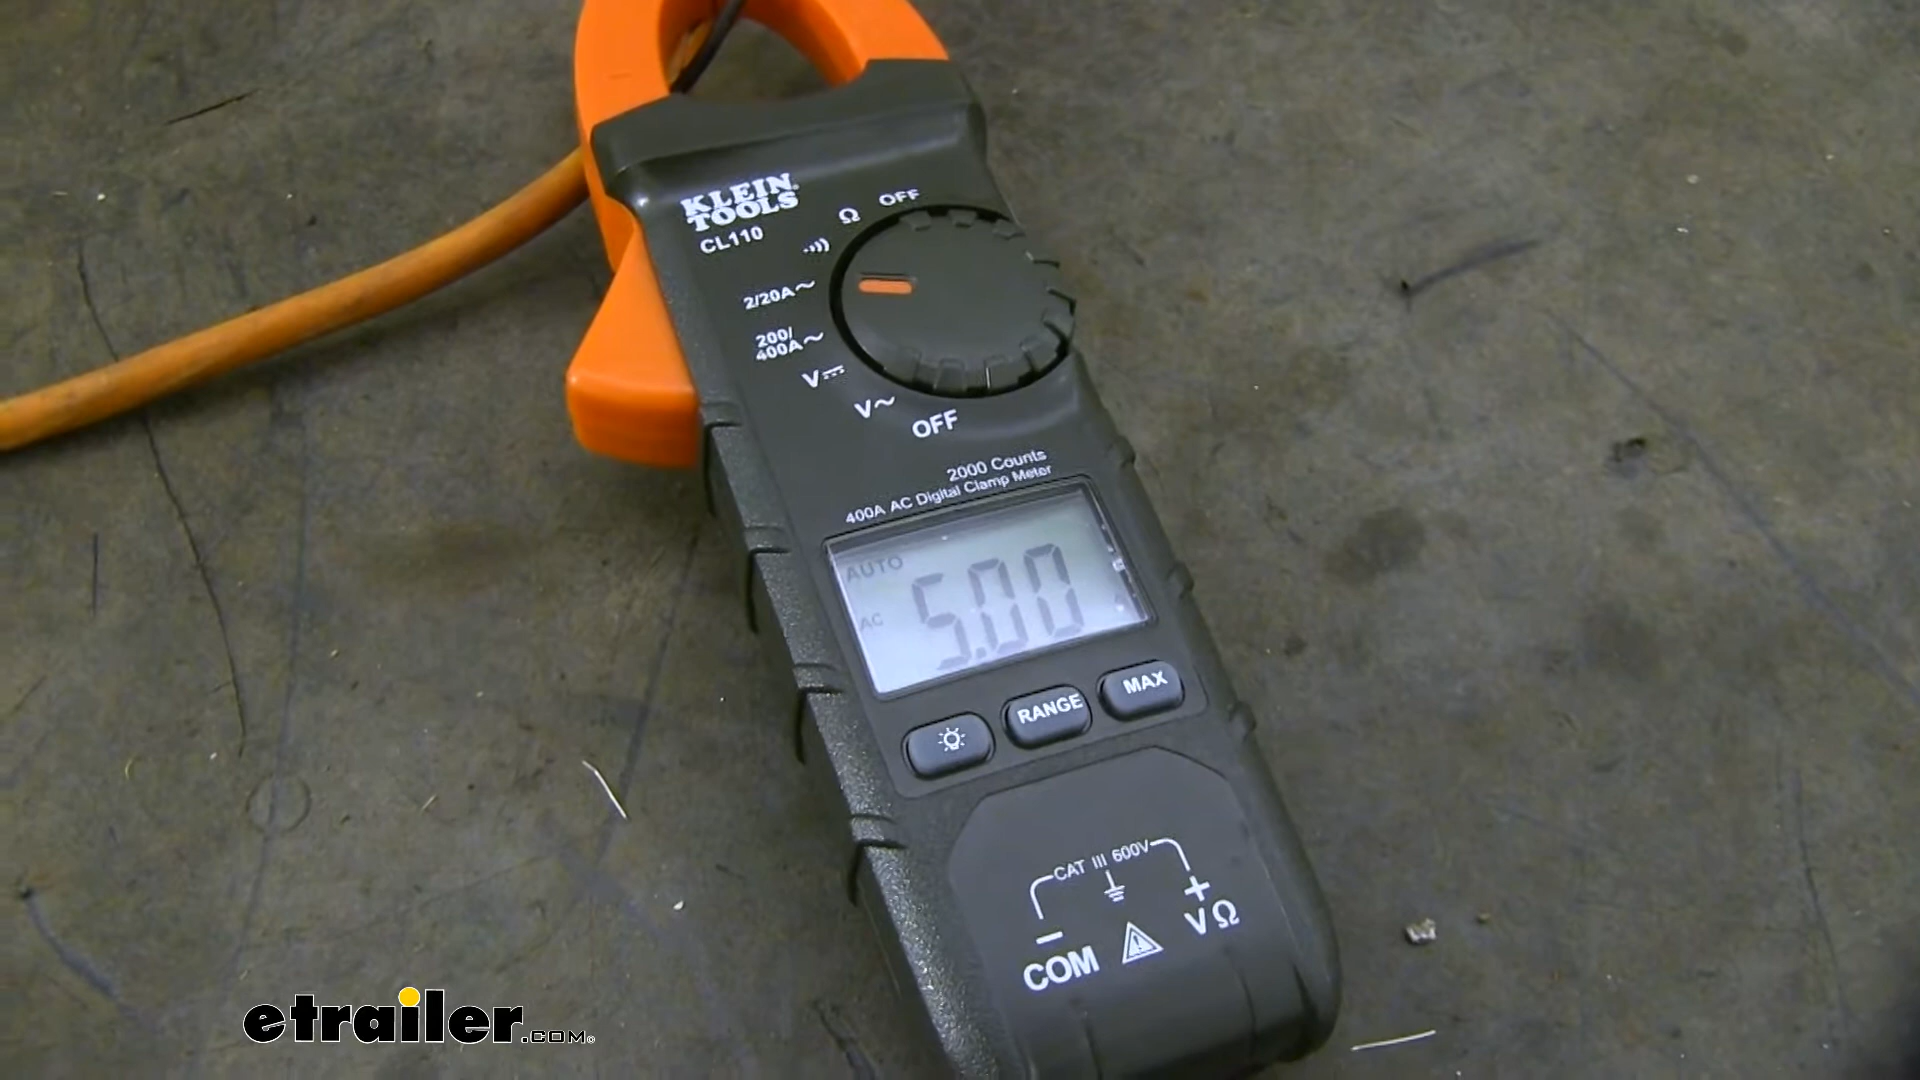 KLEIN
TOOLS
CL110
Ω OFF
2/20A~
200/
400A~
V⎓
V~
OFF
2000 Counts
400A AC Digital Clamp Meter
AUTO
AC
5.00
RANGE
MAX
CAT III 600V
+
−
VΩ
COM
etrailer.COM